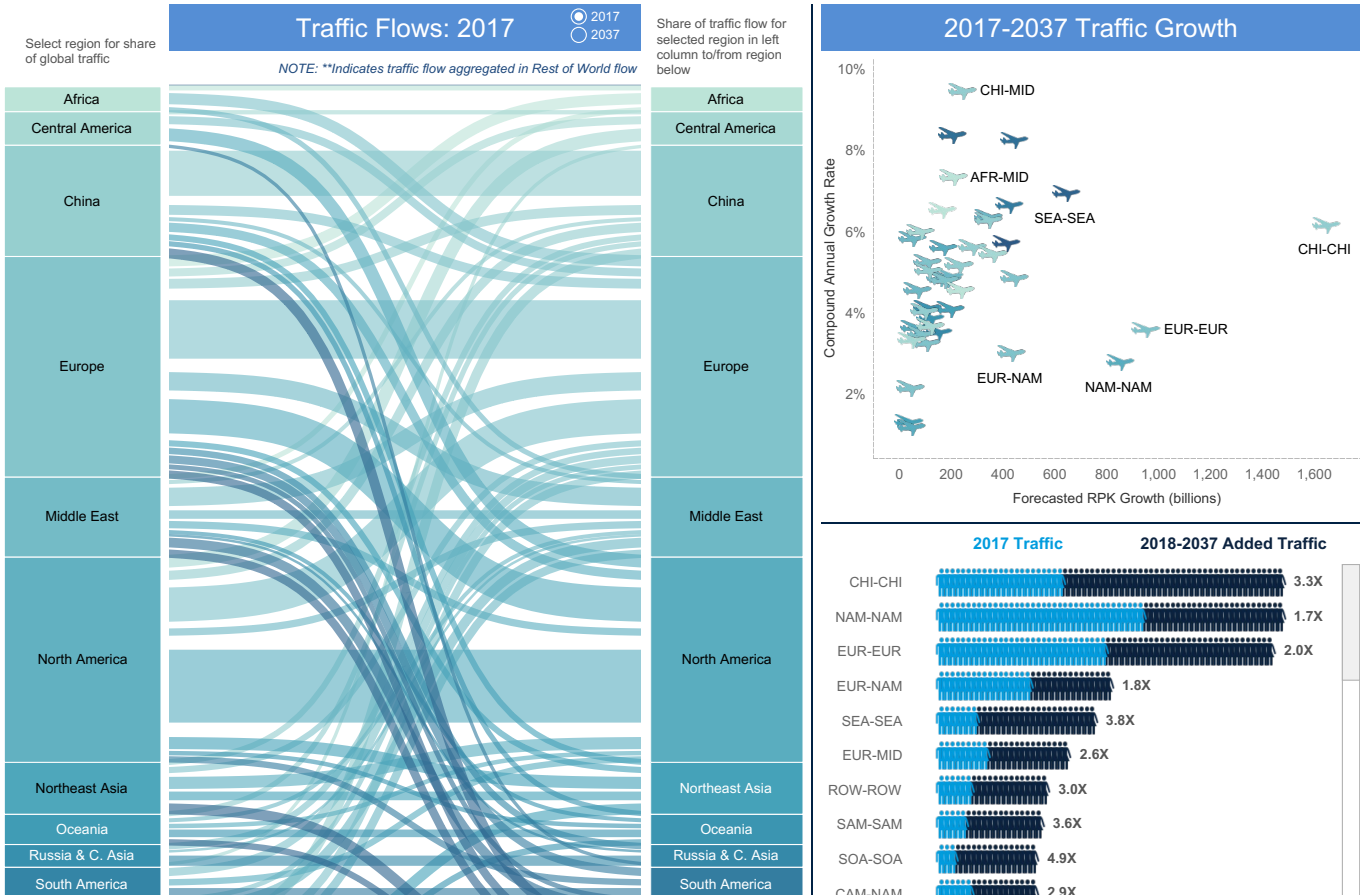 Select region for share
of global traffic
Traffic Flows: 2017
2017
2037
NOTE: **Indicates traffic flow aggregated in Rest of World flow
Share of traffic flow for
selected region in left
column to/from region
below
Africa
Central America
China
Europe
Middle East
North America
Northeast Asia
Oceania
Russia & C. Asia
South America
Africa
Central America
China
Europe
Middle East
North America
Northeast Asia
Oceania
Russia & C. Asia
South America
2017-2037 Traffic Growth
Compound Annual Growth Rate
10%
8%
6%
4%
2%
CHI-MID
AFR-MID
SEA-SEA
CHI-CHI
EUR-EUR
EUR-NAM
NAM-NAM
0 200 400 600 800 1,000 1,200 1,400 1,600
Forecasted RPK Growth (billions)
2017 Traffic 2018-2037 Added Traffic
CHI-CHI 3.3X
NAM-NAM 1.7X
EUR-EUR 2.0X
EUR-NAM 1.8X
SEA-SEA 3.8X
EUR-MID 2.6X
ROW-ROW 3.0X
SAM-SAM 3.6X
SOA-SOA 4.9X
CAM-NAM 2.9X